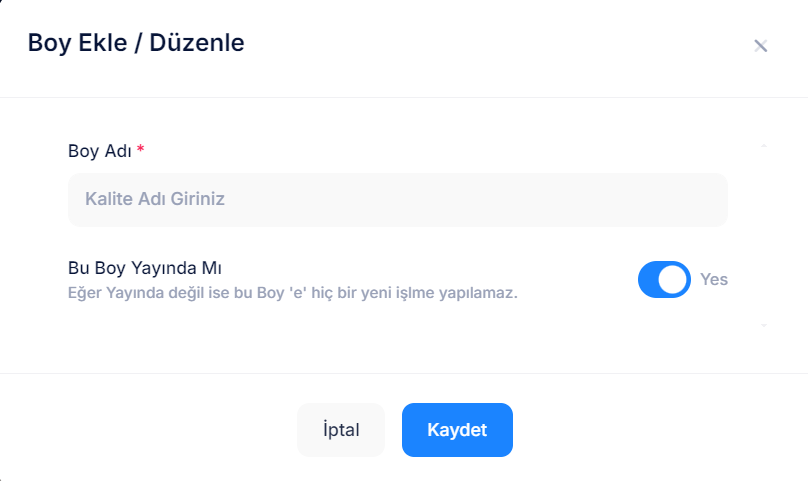 Boy Ekle / Düzenle
Boy Adı *
Kalite Adı Giriniz
Bu Boy Yayında Mı
Eğer Yayında değil ise bu Boy 'e' hiç bir yeni işlme yapılamaz.
Yes
İptal
Kaydet